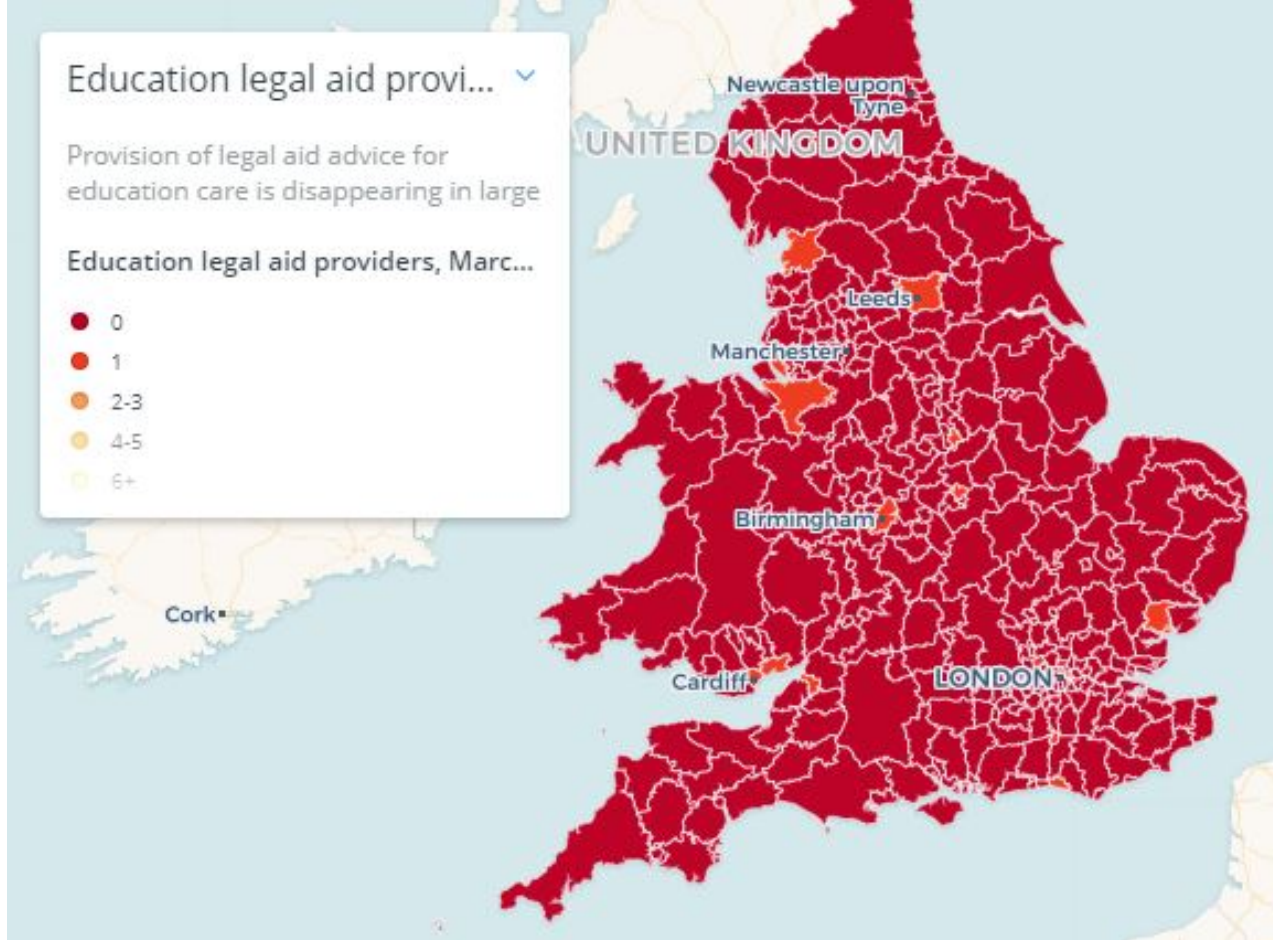 Education legal aid provi...
Provision of legal aid advice for
education care is disappearing in large
Education legal aid providers, Marc...
0
1
2-3
4-5
6+
Newcastle upon
Tyne
UNITED KINGDOM
Leeds
Manchester
Birmingham
Cork
Cardiff
LONDON